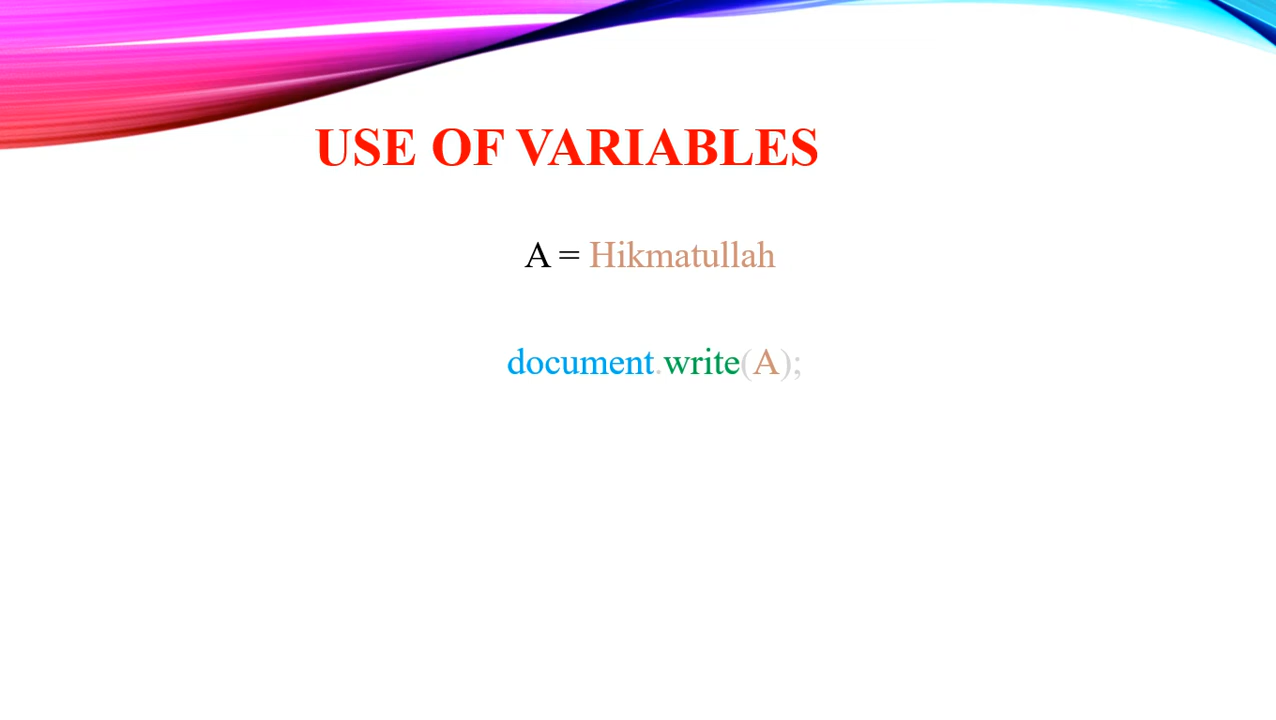 USE OF VARIABLES
A = Hikmatullah
document.write(A);